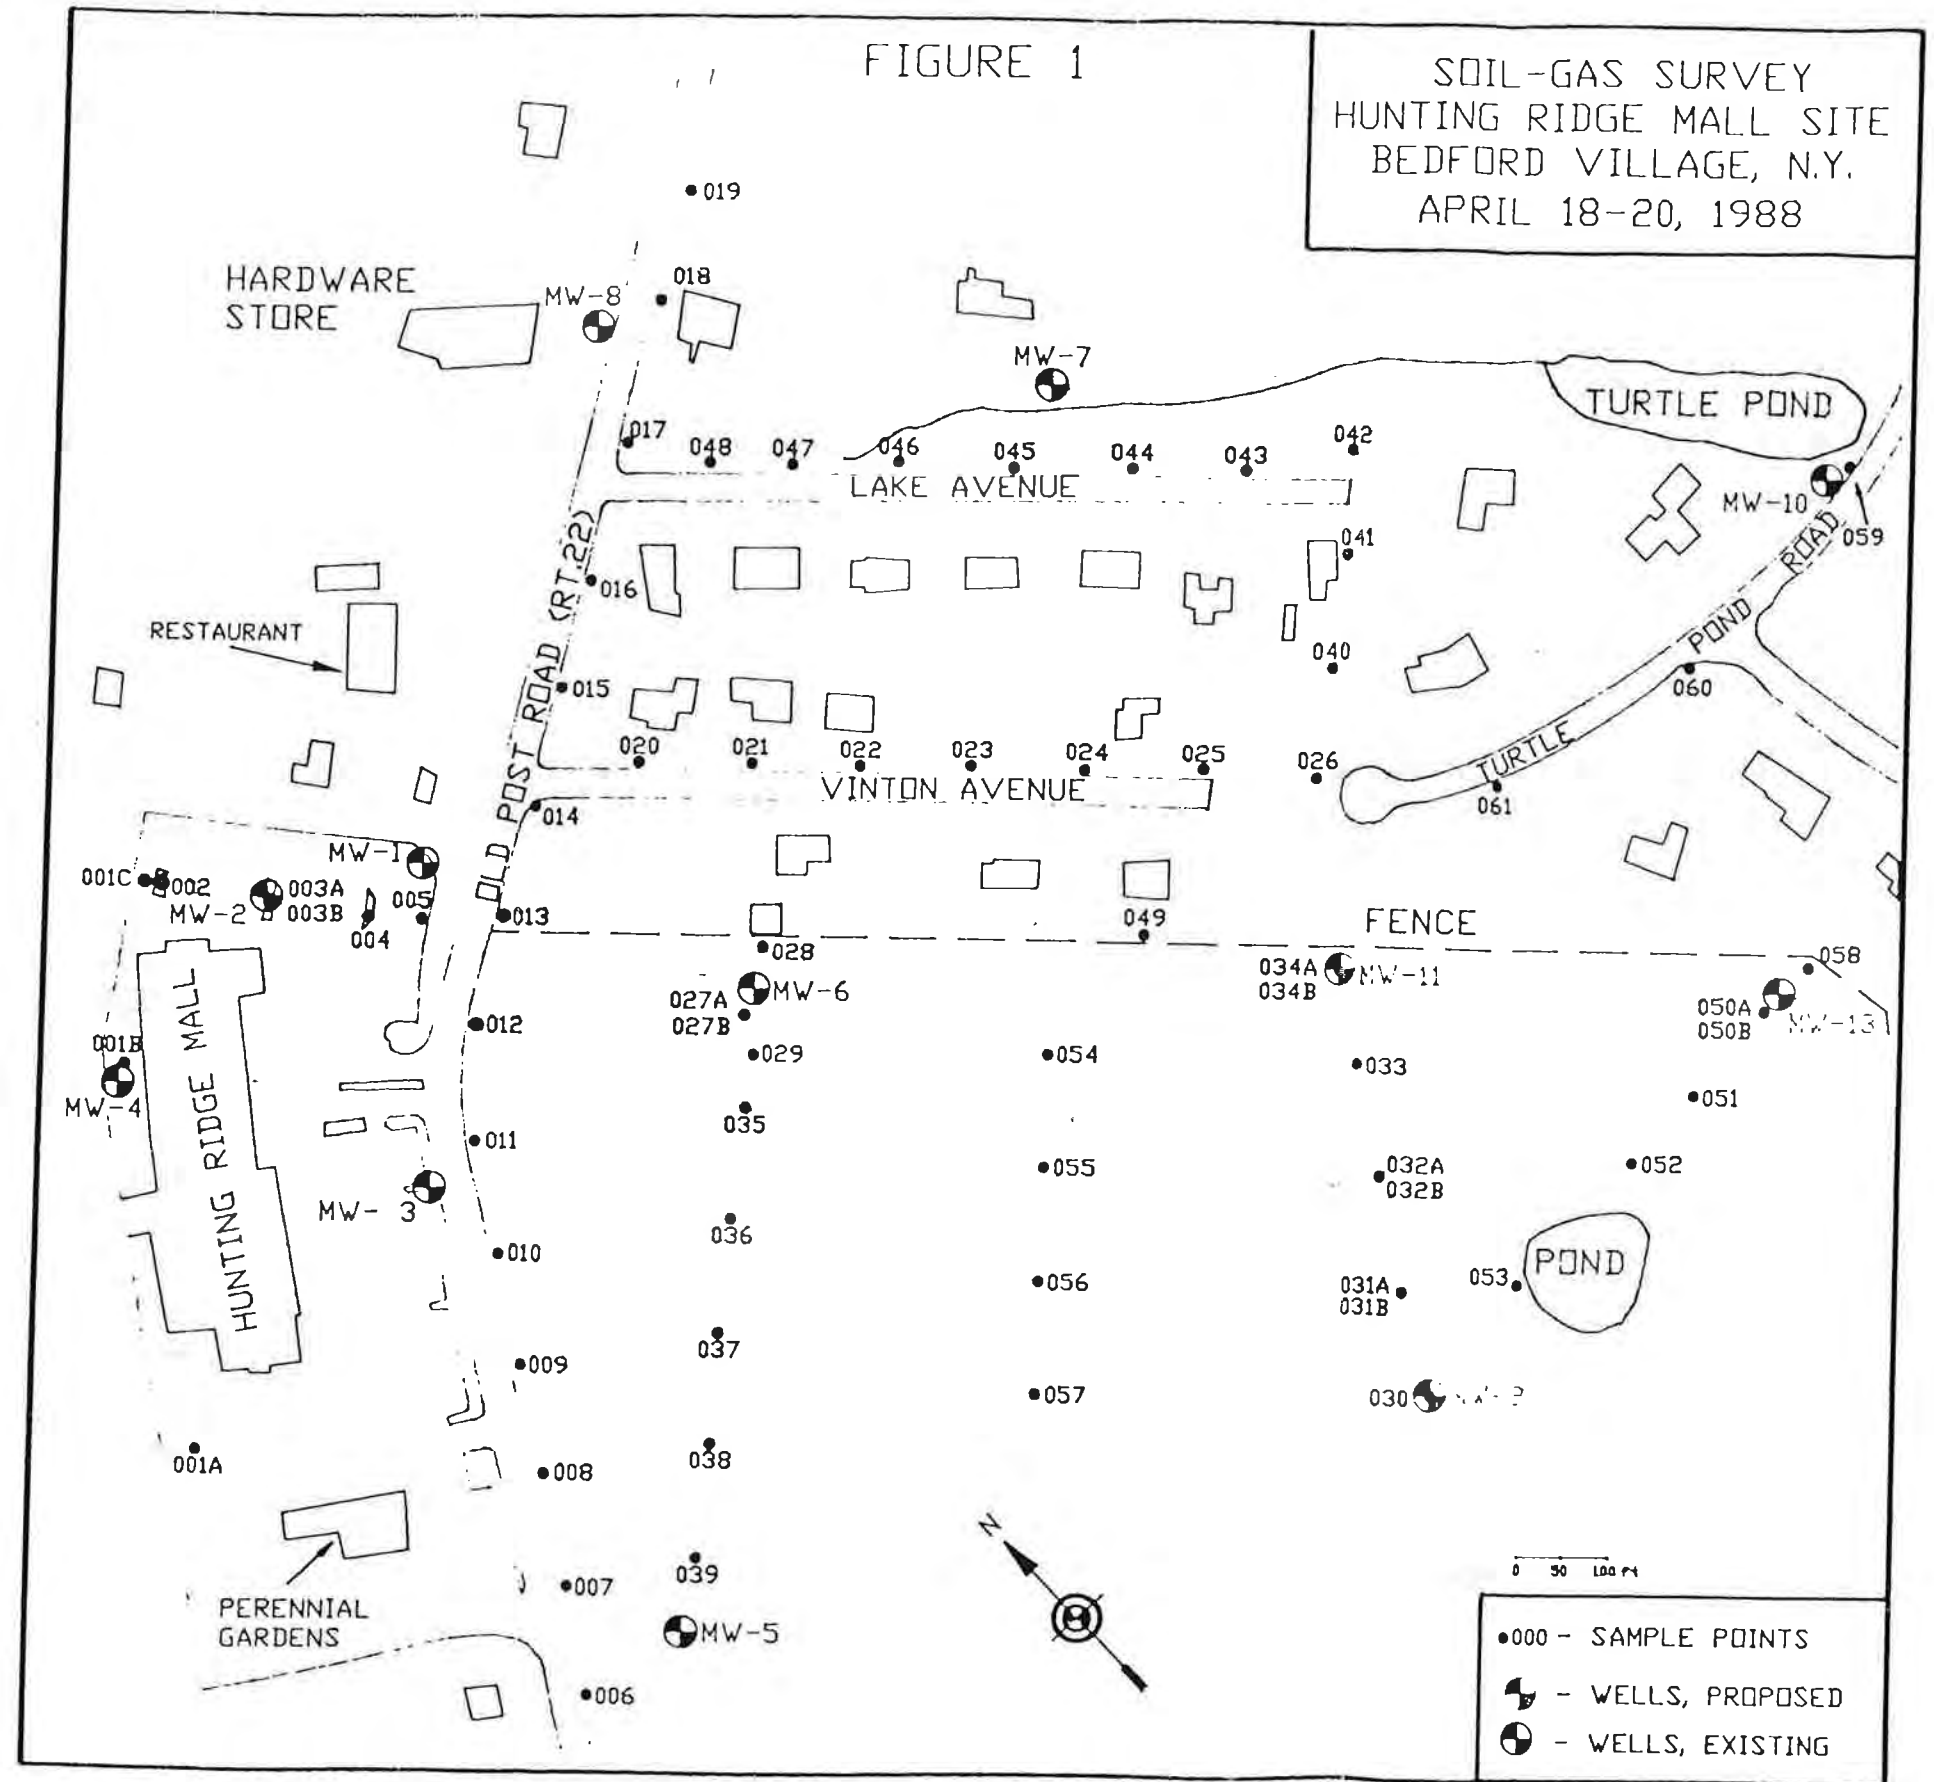 FIGURE 1
SOIL-GAS SURVEY
HUNTING RIDGE MALL SITE
BEDFORD VILLAGE, N.Y.
APRIL 18-20, 1988
019
HARDWARE
STORE
MW-8
018
MW-7
TURTLE POND
017
048
047
046
045
044
043
042
LAKE AVENUE
MW-10
059
041
016
RESTAURANT
OLD POST ROAD (RT.22)
015
040
TURTLE POND ROAD
060
020
021
022
023
024
025
026
VINTON AVENUE
061
014
MW-1
001C
002
MW-2
003A
003B
004
005
013
049
FENCE
028
MW-6
027A
027B
034A
034B
MW-11
058
050A
050B
MW-13
012
001B
MW-4
029
054
033
051
035
011
055
032A
032B
052
MW- 3
HUNTING RIDGE MALL
036
010
056
031A
031B
053
POND
037
009
057
030
001A
038
008
N
PERENNIAL
GARDENS
007
039
MW-5
006
0 50 100 FT
000 - SAMPLE POINTS
- WELLS, PROPOSED
- WELLS, EXISTING